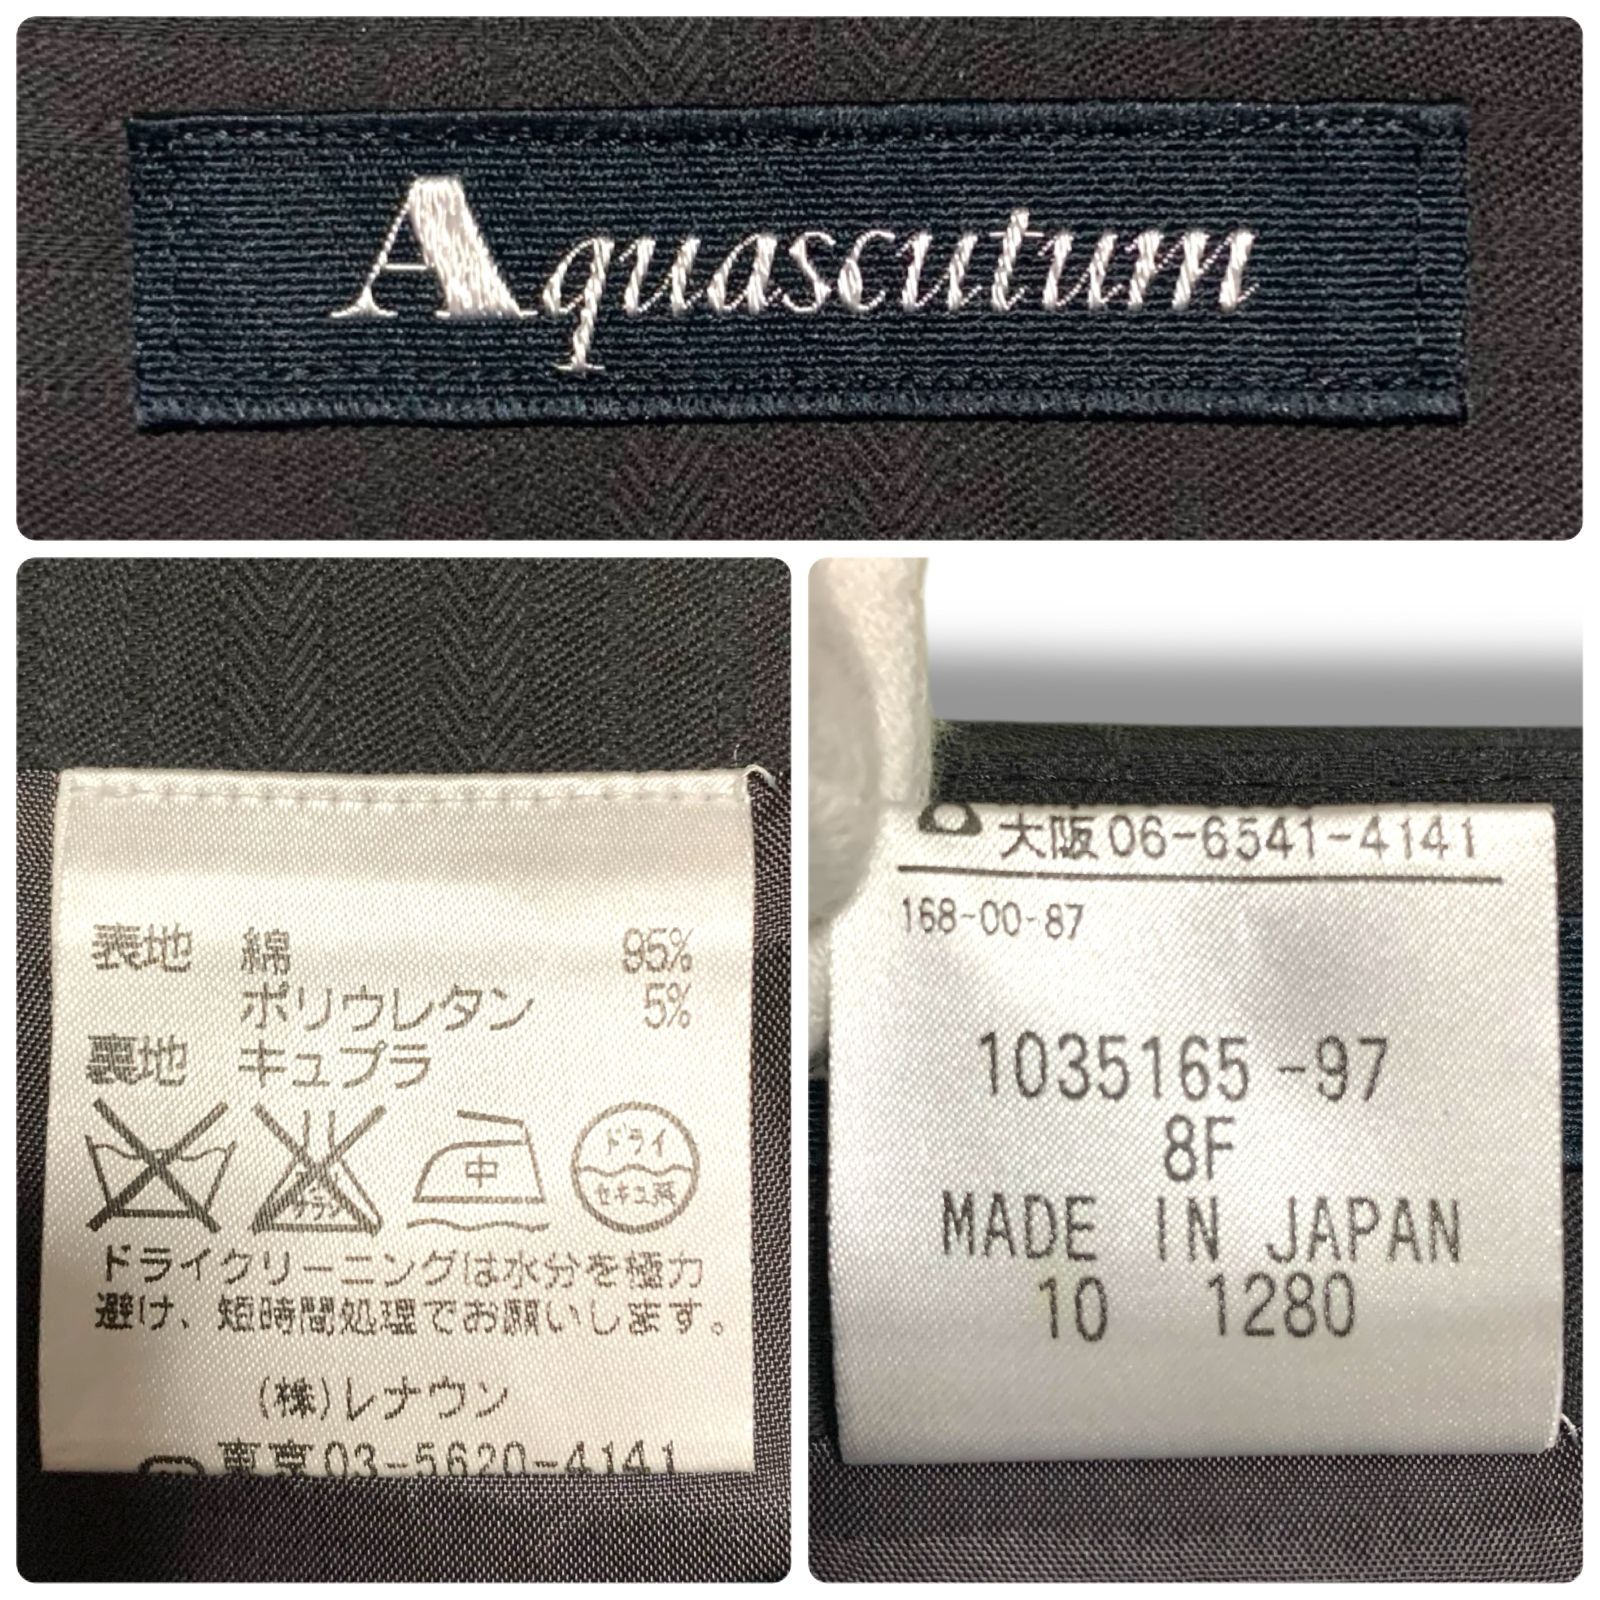 Aquascutum
表地 綿 95%
ポリウレタン 5%
裏地 キュプラ
中 ドライ
セキユ系
ドライクリーニングは水分を極力
避け、短時間処理でお願いします。
(株)レナウン
東京03-5620-4141
大阪06-6541-4141
168-00-87
1035165-97
8F
MADE IN JAPAN
10 1280